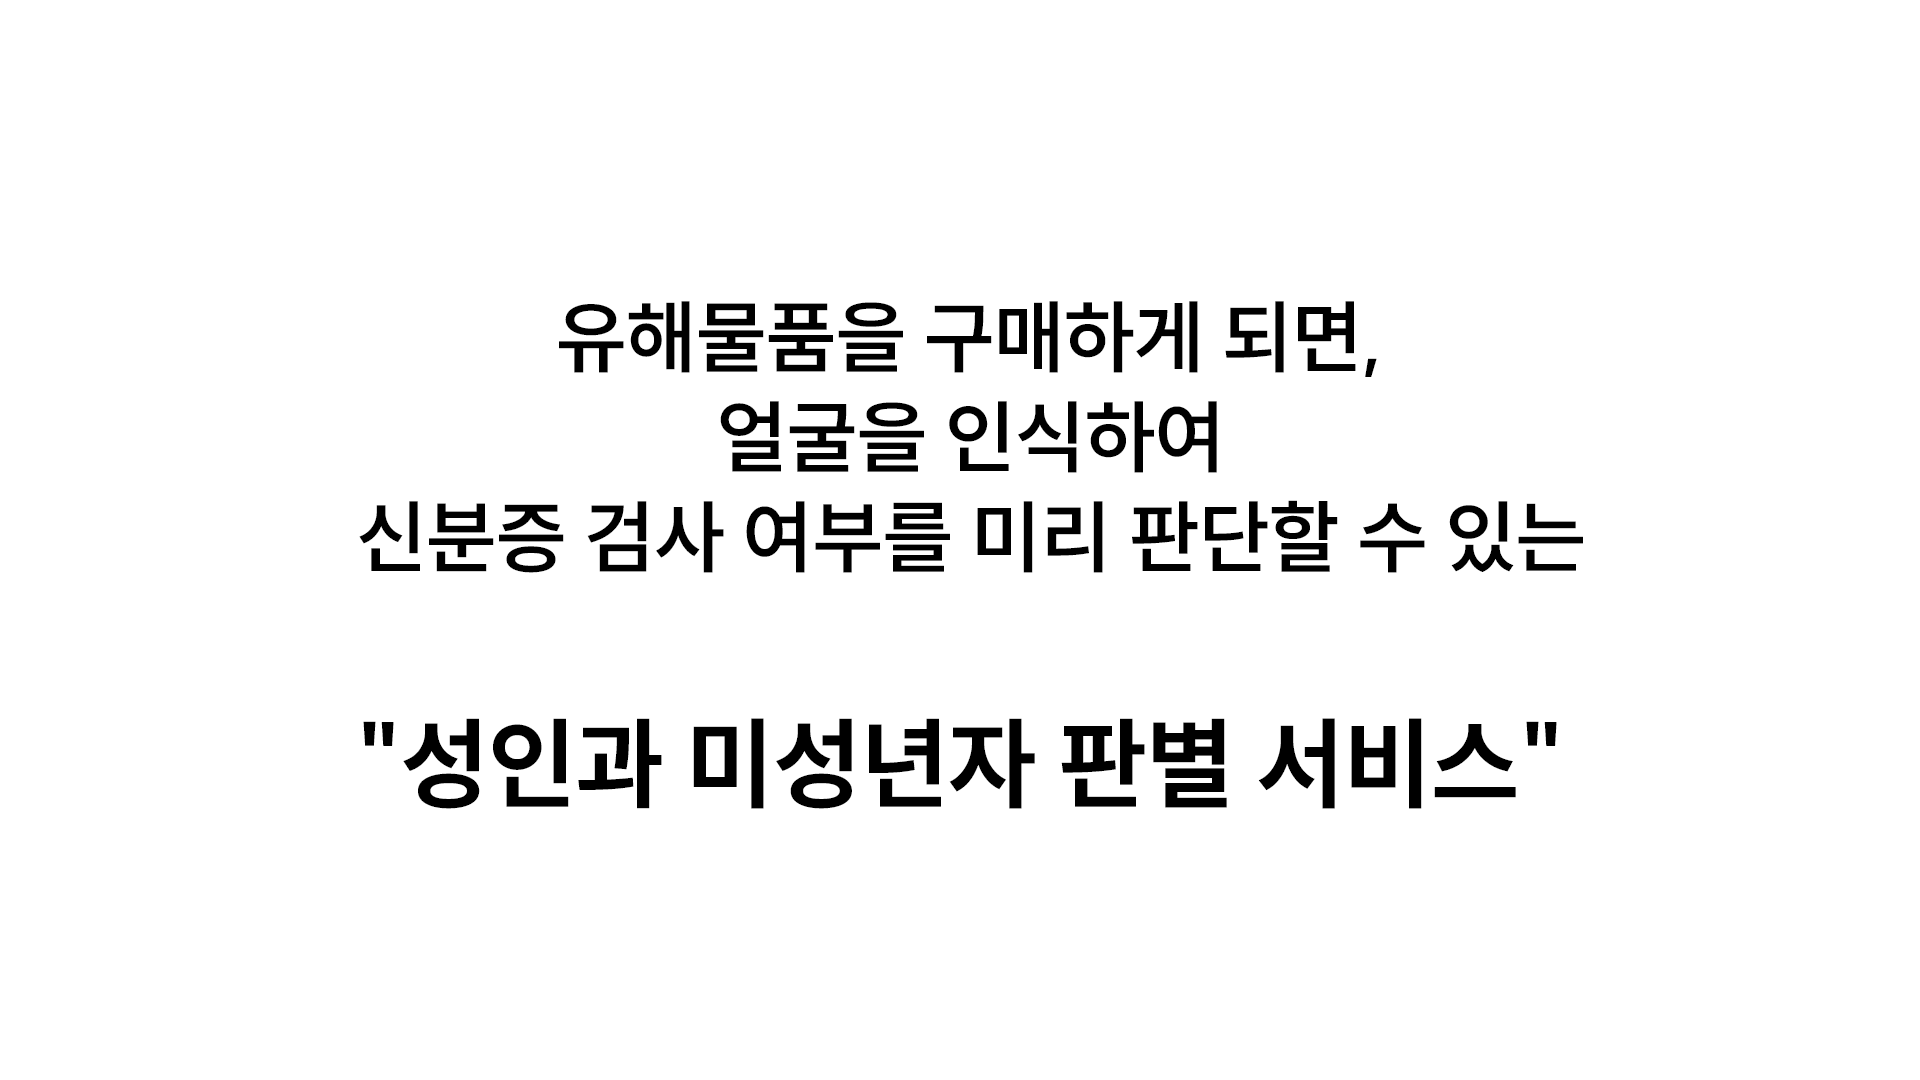 유해물품을 구매하게 되면,
얼굴을 인식하여
신분증 검사 여부를 미리 판단할 수 있는
"성인과 미성년자 판별 서비스"